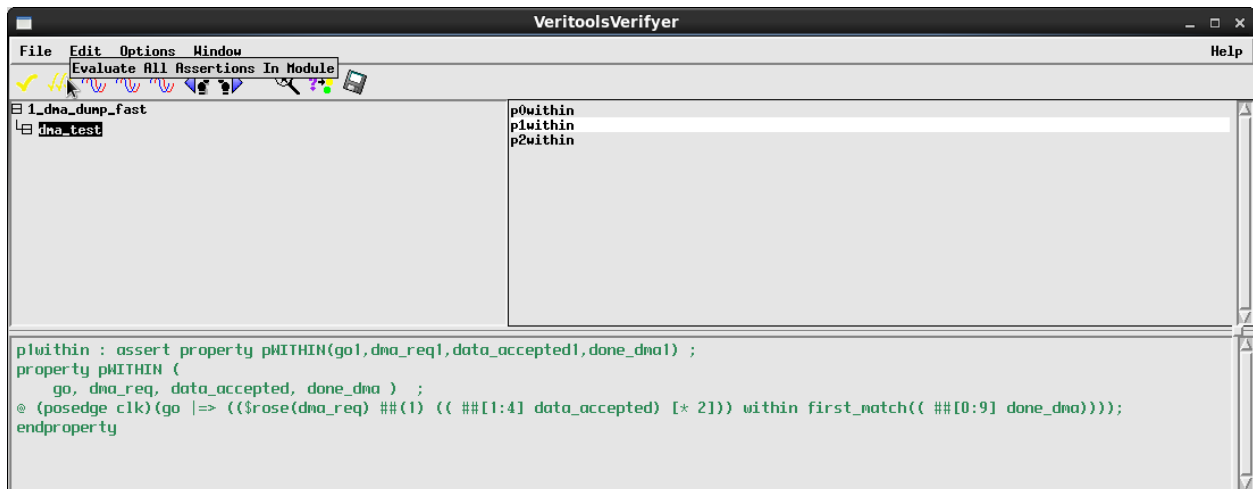 VeritoolsVerifyer
File Edit Options Window Help
Evaluate All Assertions In Module
1_dma_dump_fast
dma_test
p0within
p1within
p2within
p1within : assert property pWITHIN(go1,dma_req1,data_accepted1,done_dma1) ;
property pWITHIN (
go, dma_req, data_accepted, done_dma ) ;
@ (posedge clk)(go |=> (($rose(dma_req) ##(1) (( ##[1:4] data_accepted) [* 2])) within first_match(( ##[0:9] done_dma))));
endproperty